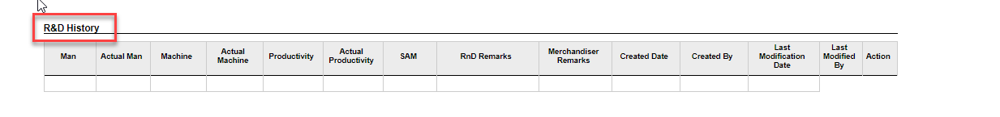 R&D History
Man Actual Man Machine Actual Machine Productivity Actual Productivity SAM RnD Remarks Merchandiser Remarks Created Date Created By Last Modification Date Last Modified By Action